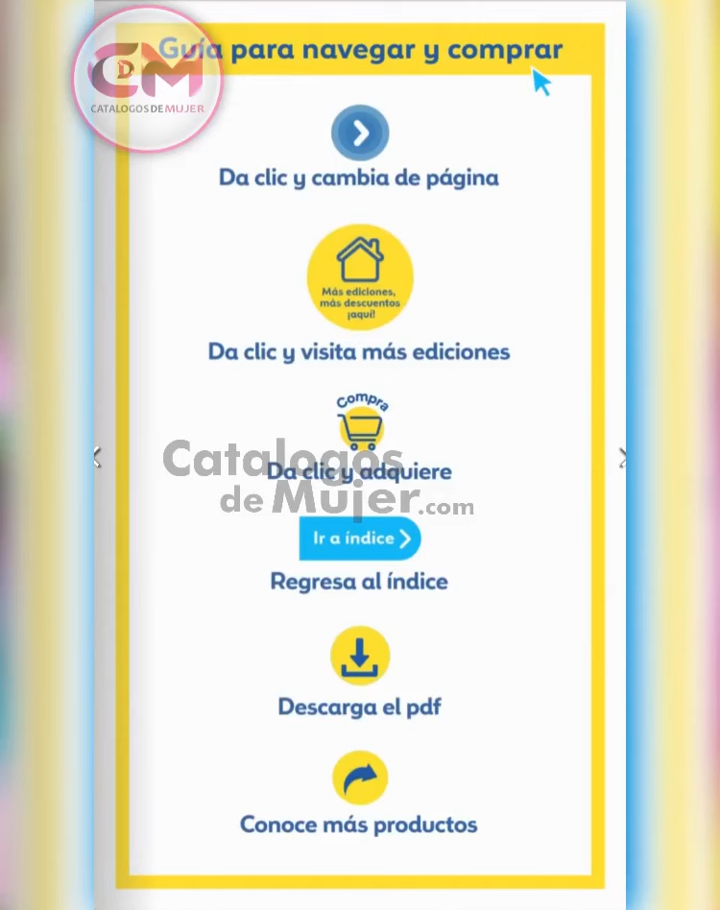 Guía para navegar y comprar
CDM
CATALOGOS DE MUJER
Da clic y cambia de página
Más ediciones,
más descuentos
¡aquí!
Da clic y visita más ediciones
Compra
Da clic y adquiere
Catalogos
de Mujer.com
Ir a índice
Regresa al índice
Descarga el pdf
Conoce más productos